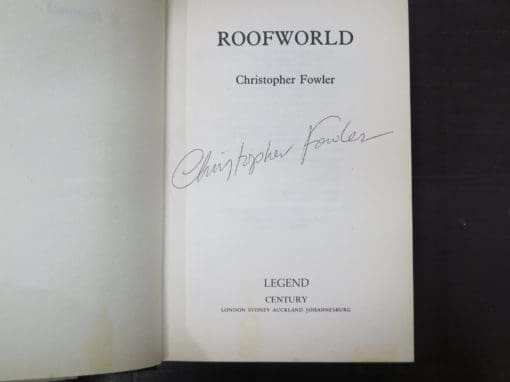 ROOFWORLD
Christopher Fowler
Christopher Fowler
LEGEND
CENTURY
LONDON SYDNEY AUCKLAND JOHANNESBURG